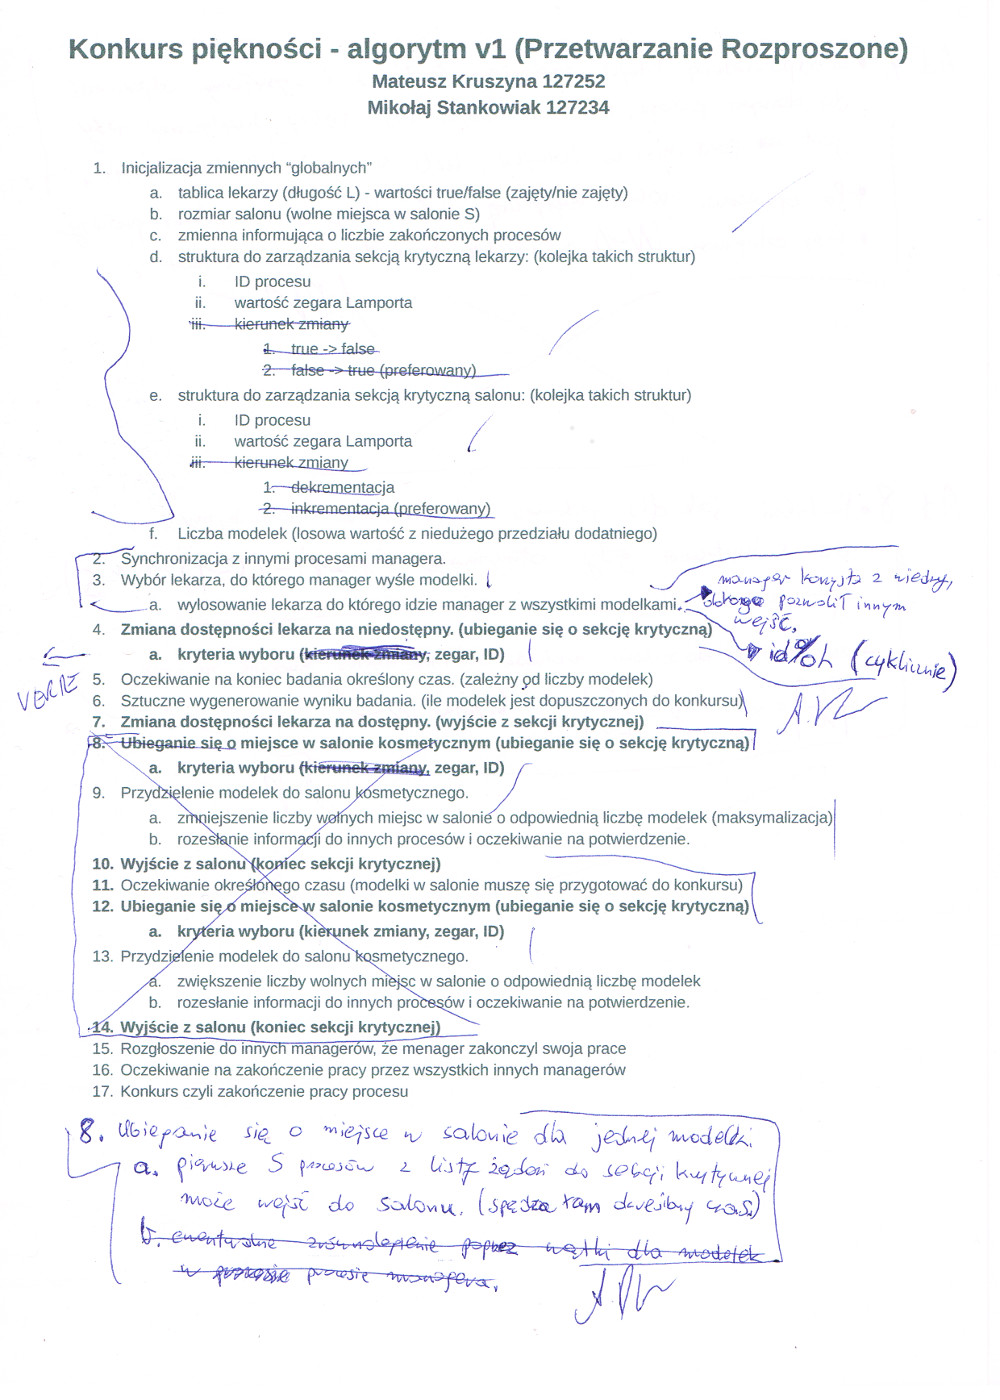 Konkurs piękności - algorytm v1 (Przetwarzanie Rozproszone)
Mateusz Kruszyna 127252
Mikołaj Stankowiak 127234
1. Inicjalizacja zmiennych “globalnych”
a. tablica lekarzy (długość L) - wartości true/false (zajęty/nie zajęty)
b. rozmiar salonu (wolne miejsca w salonie S)
c. zmienna informująca o liczbie zakończonych procesów
d. struktura do zarządzania sekcją krytyczną lekarzy: (kolejka takich struktur)
i. ID procesu
ii. wartość zegara Lamporta
iii. kierunek zmiany
1. true -> false
2. false -> true (preferowany)
e. struktura do zarządzania sekcją krytyczną salonu: (kolejka takich struktur)
i. ID procesu
ii. wartość zegara Lamporta
iii. kierunek zmiany
1. dekrementacja
2. inkrementacja (preferowany)
f. Liczba modelek (losowa wartość z niedużego przedziału dodatniego)
2. Synchronizacja z innymi procesami managera.
3. Wybór lekarza, do którego manager wyśle modelki.
a. wylosowanie lekarza do którego idzie manager z wszystkimi modelkami.
manager korzysta z wiedzy,
pozwolił innym
wejść.
id%L (cyklicznie)
4. Zmiana dostępności lekarza na niedostępny. (ubieganie się o sekcję krytyczną)
a. kryteria wyboru (kierunek zmiany, zegar, ID)
5. Oczekiwanie na koniec badania określony czas. (zależny od liczby modelek)
6. Sztuczne wygenerowanie wyniku badania. (ile modelek jest dopuszczonych do konkursu)
7. Zmiana dostępności lekarza na dostępny. (wyjście z sekcji krytycznej)
8. Ubieganie się o miejsce w salonie kosmetycznym (ubieganie się o sekcję krytyczną)
a. kryteria wyboru (kierunek zmiany, zegar, ID)
9. Przydzielenie modelek do salonu kosmetycznego.
a. zmniejszenie liczby wolnych miejsc w salonie o odpowiednią liczbę modelek (maksymalizacja)
b. rozesłanie informacji do innych procesów i oczekiwanie na potwierdzenie.
10. Wyjście z salonu (koniec sekcji krytycznej)
11. Oczekiwanie określonego czasu (modelki w salonie muszę się przygotować do konkursu)
12. Ubieganie się o miejsce w salonie kosmetycznym (ubieganie się o sekcję krytyczną)
a. kryteria wyboru (kierunek zmiany, zegar, ID)
13. Przydzielenie modelek do salonu kosmetycznego.
a. zwiększenie liczby wolnych miejsc w salonie o odpowiednią liczbę modelek
b. rozesłanie informacji do innych procesów i oczekiwanie na potwierdzenie.
14. Wyjście z salonu (koniec sekcji krytycznej)
15. Rozgłoszenie do innych managerów, że menager zakonczyl swoja prace
16. Oczekiwanie na zakończenie pracy przez wszystkich innych managerów
17. Konkurs czyli zakończenie pracy procesu
8. Ubieganie się o miejsce w salonie dla jednej modelki.
a. pierwsze S procesów z listy żądań do sekcji krytycznej
może wejść do salonu. (spędza tam określony czas)
b. ewentualne zrównoleglenie poprzez wątki dla modelek
w procesie managera.